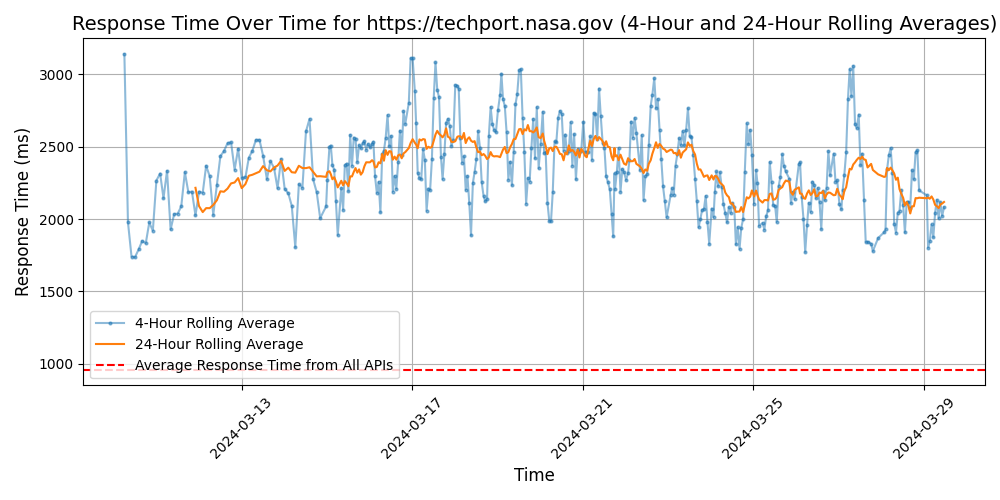 Response Time Over Time for https://techport.nasa.gov (4-Hour and 24-Hour Rolling Averages)
Response Time (ms)
3000
2500
2000
1500
1000
4-Hour Rolling Average
24-Hour Rolling Average
Average Response Time from All APIs
2024-03-13
2024-03-17
2024-03-21
2024-03-25
2024-03-29
Time